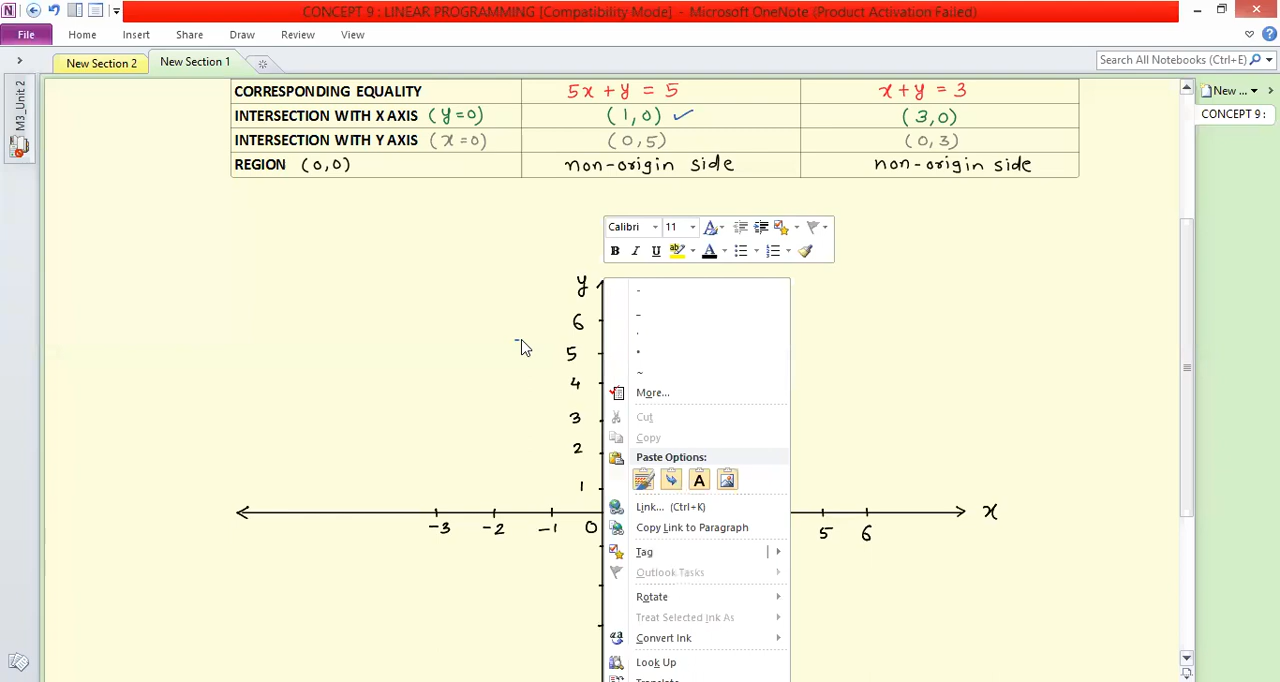 CONCEPT 9 : LINEAR PROGRAMMING [Compatibility Mode] - Microsoft OneNote (Product Activation Failed)
File Home Insert Share Draw Review View
New Section 2 New Section 1 Search All Notebooks (Ctrl+E)
M3_Unit 2
New ...
CONCEPT 9 :
CORRESPONDING EQUALITY 5x + y = 5 x + y = 3
INTERSECTION WITH X AXIS (y=0) (1,0) ✓ (3,0)
INTERSECTION WITH Y AXIS (x=0) (0,5) (0,3)
REGION (0,0) non-origin side non-origin side
Calibri 11
B I U ab A
y
6
5
4
3
2
1
-3 -2 -1 0 5 6 x
-
–
.
•
~
More...
Cut
Copy
Paste Options:
A
Link... (Ctrl+K)
Copy Link to Paragraph
Tag
Outlook Tasks
Rotate
Treat Selected Ink As
Convert Ink
Look Up
Translate